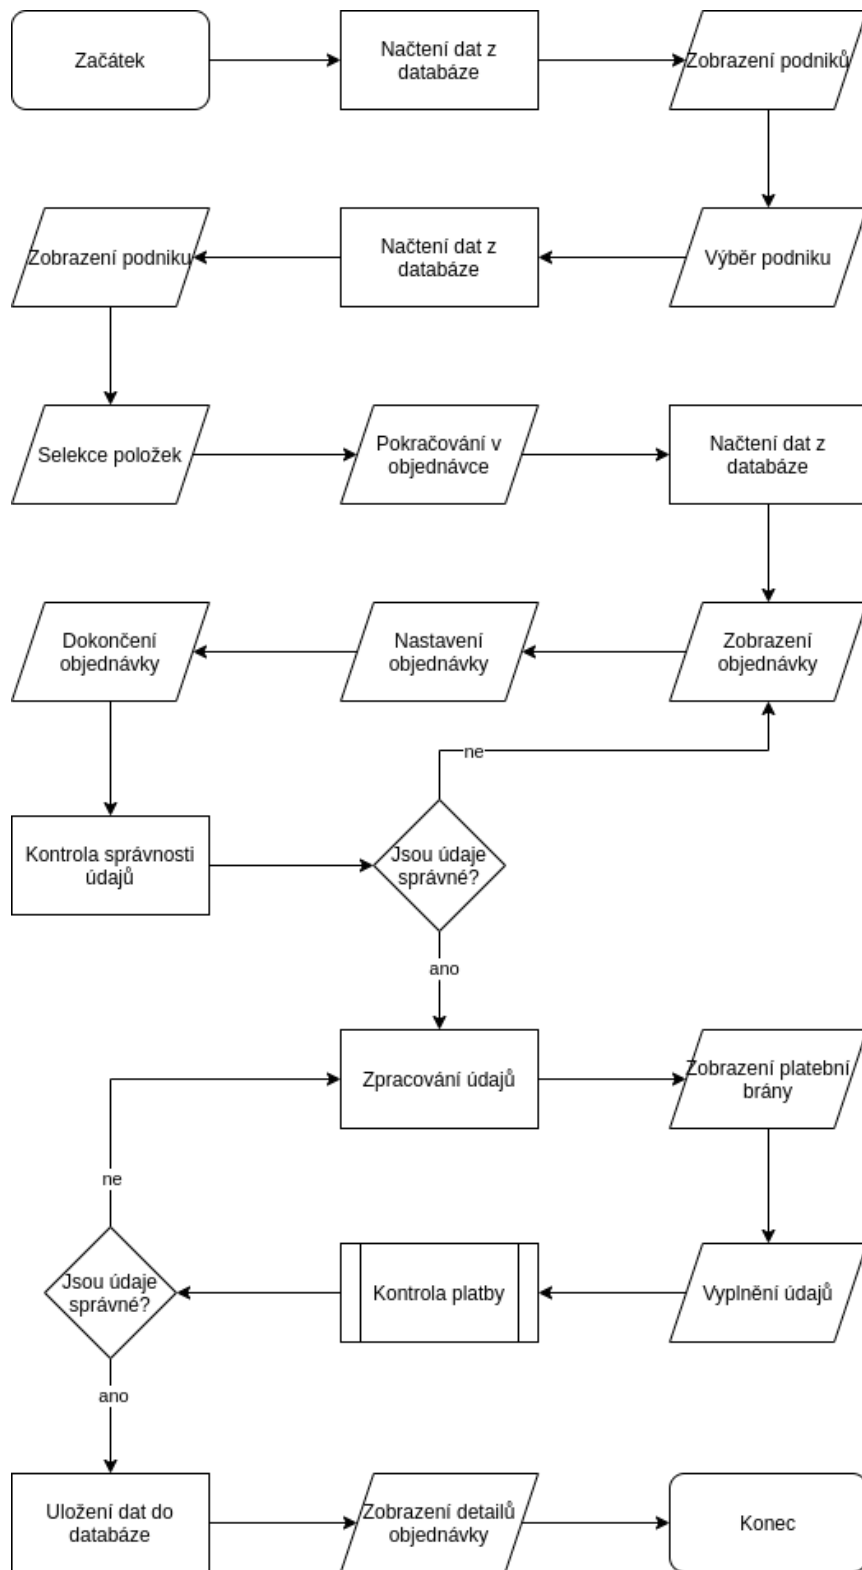 Začátek
Načtení dat z
databáze
Zobrazení podniků
Zobrazení podniku
Načtení dat z
databáze
Výběr podniku
Selekce položek
Pokračování v
objednávce
Načtení dat z
databáze
Dokončení
objednávky
Nastavení
objednávky
Zobrazení
objednávky
ne
Kontrola správnosti
údajů
Jsou údaje
správné?
ano
Zpracování údajů
Zobrazení platební
brány
ne
Jsou údaje
správné?
Kontrola platby
Vyplnění údajů
ano
Uložení dat do
databáze
Zobrazení detailů
objednávky
Konec